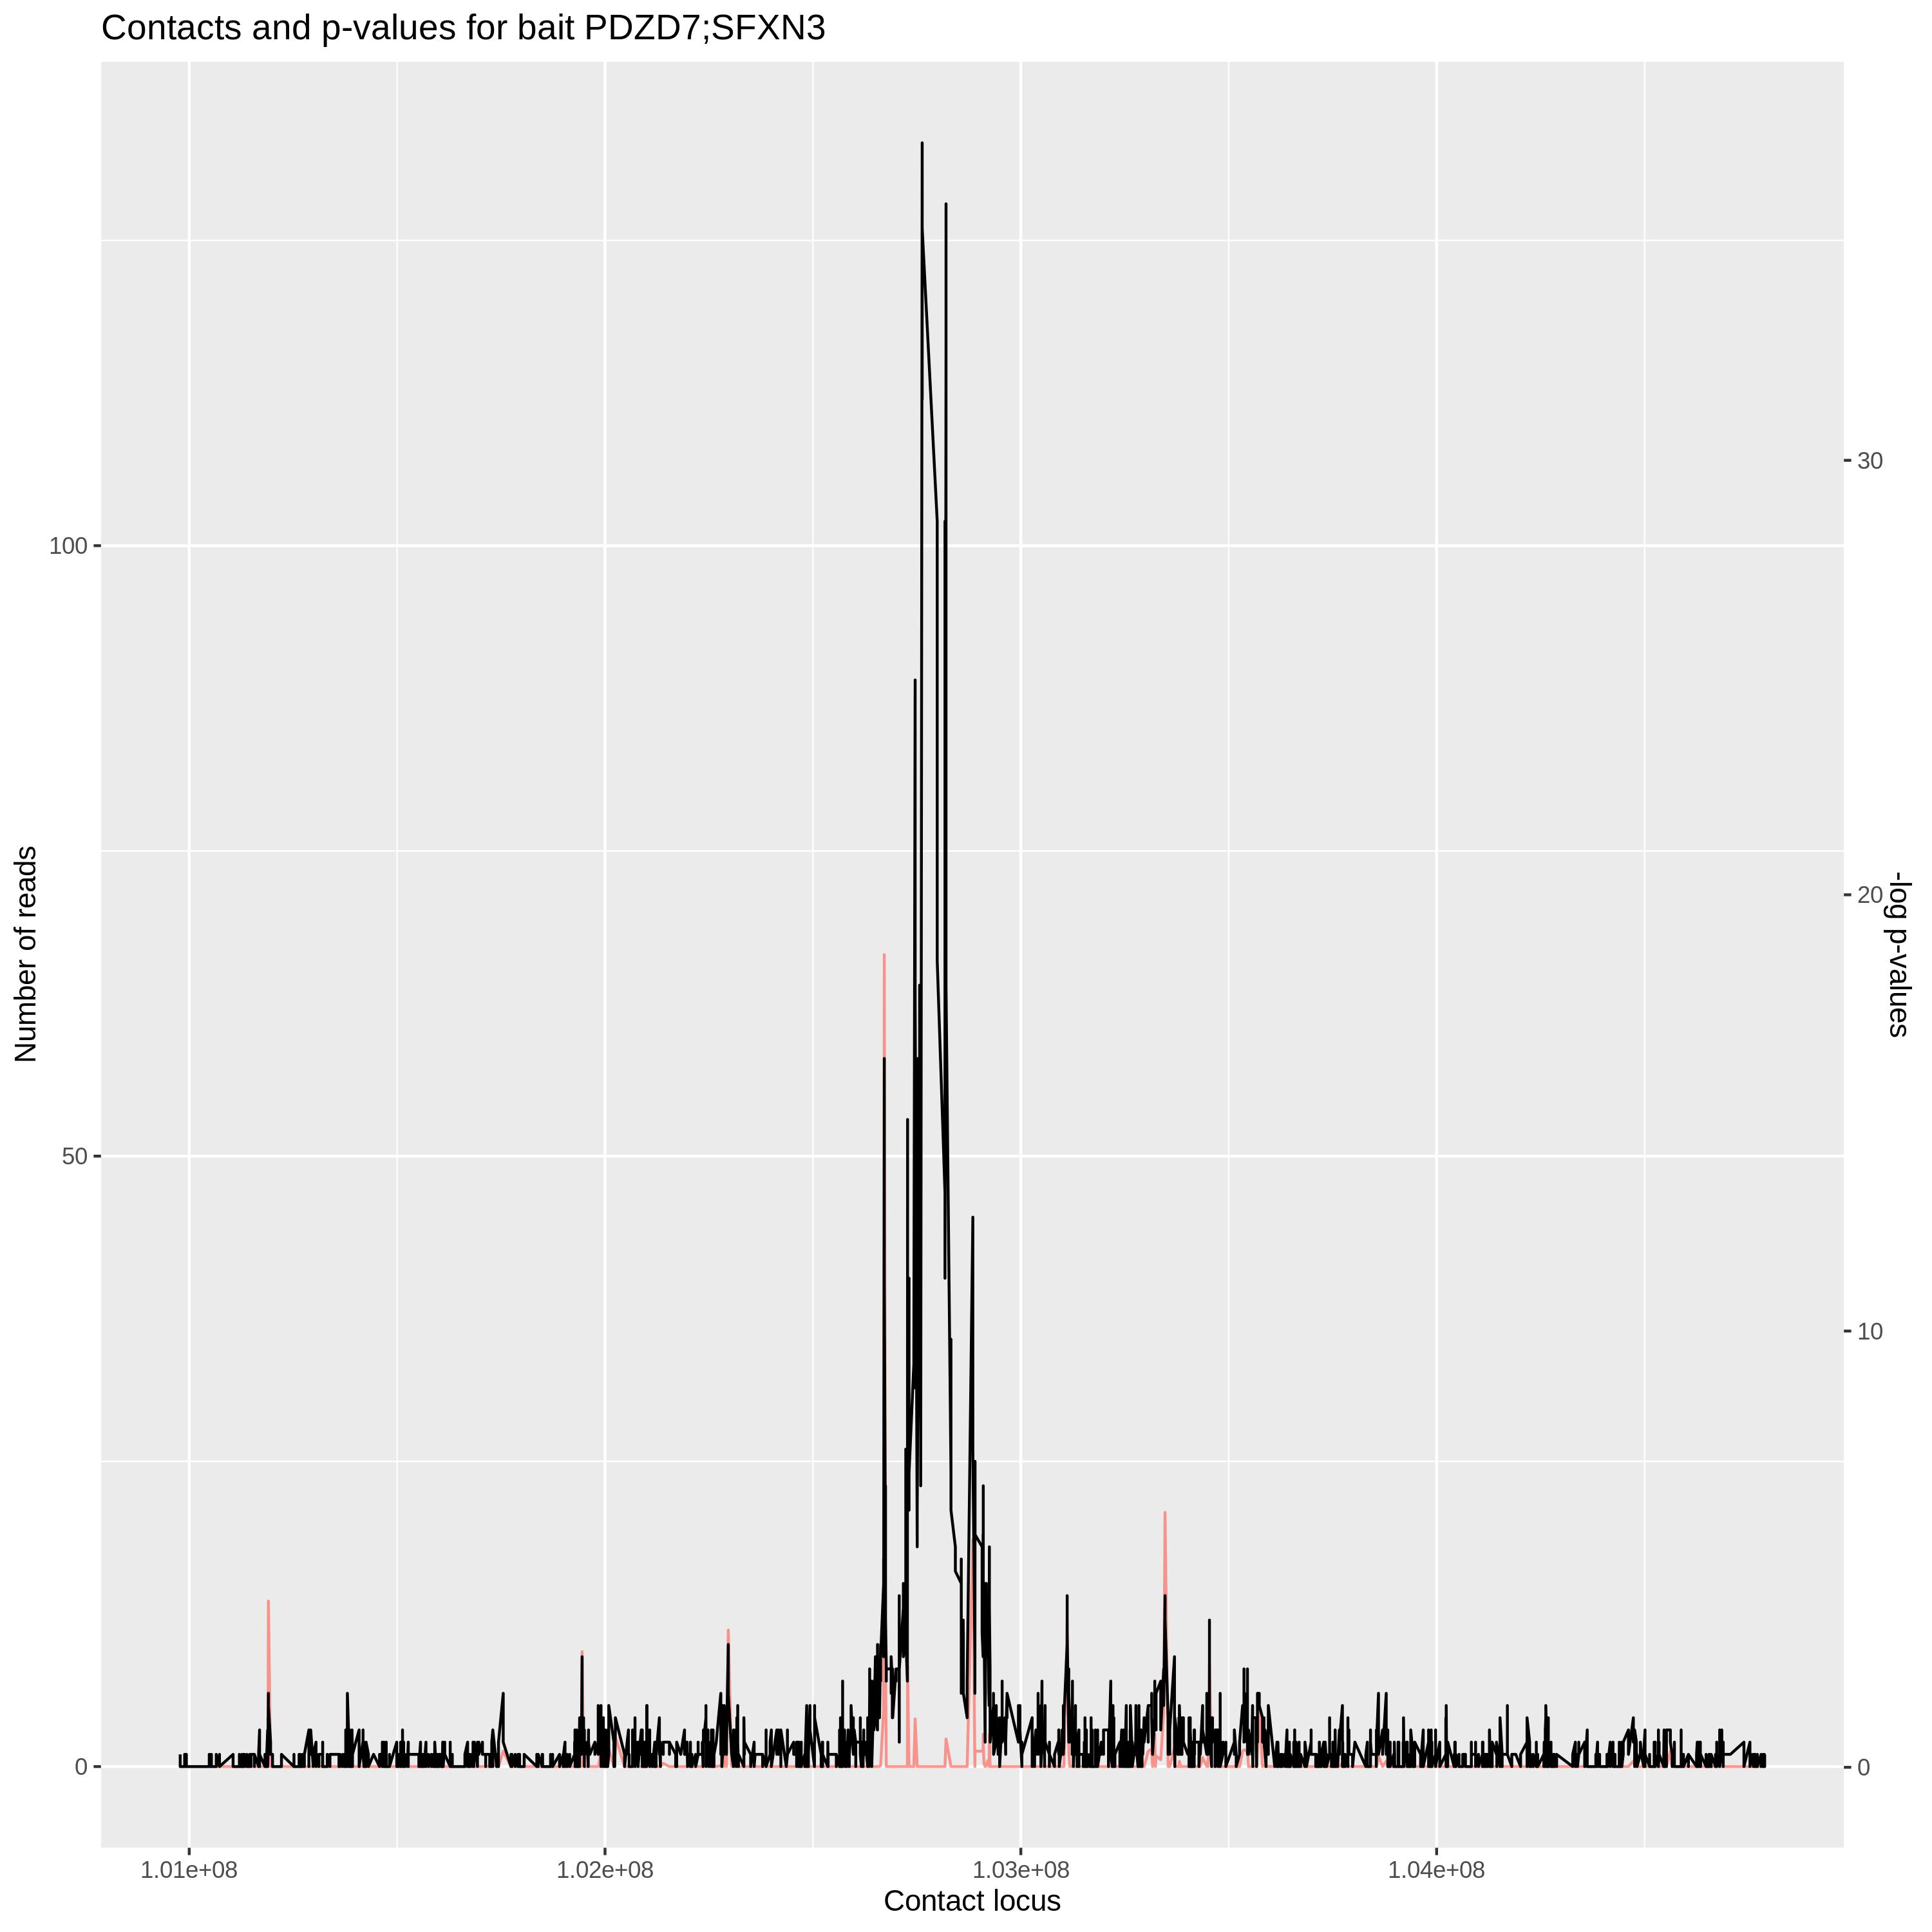 Contacts and p-values for bait PDZD7;SFXN3
Number of reads
100
50
0
30
20
10
0
-log p-values
1.01e+08
1.02e+08
1.03e+08
1.04e+08
Contact locus